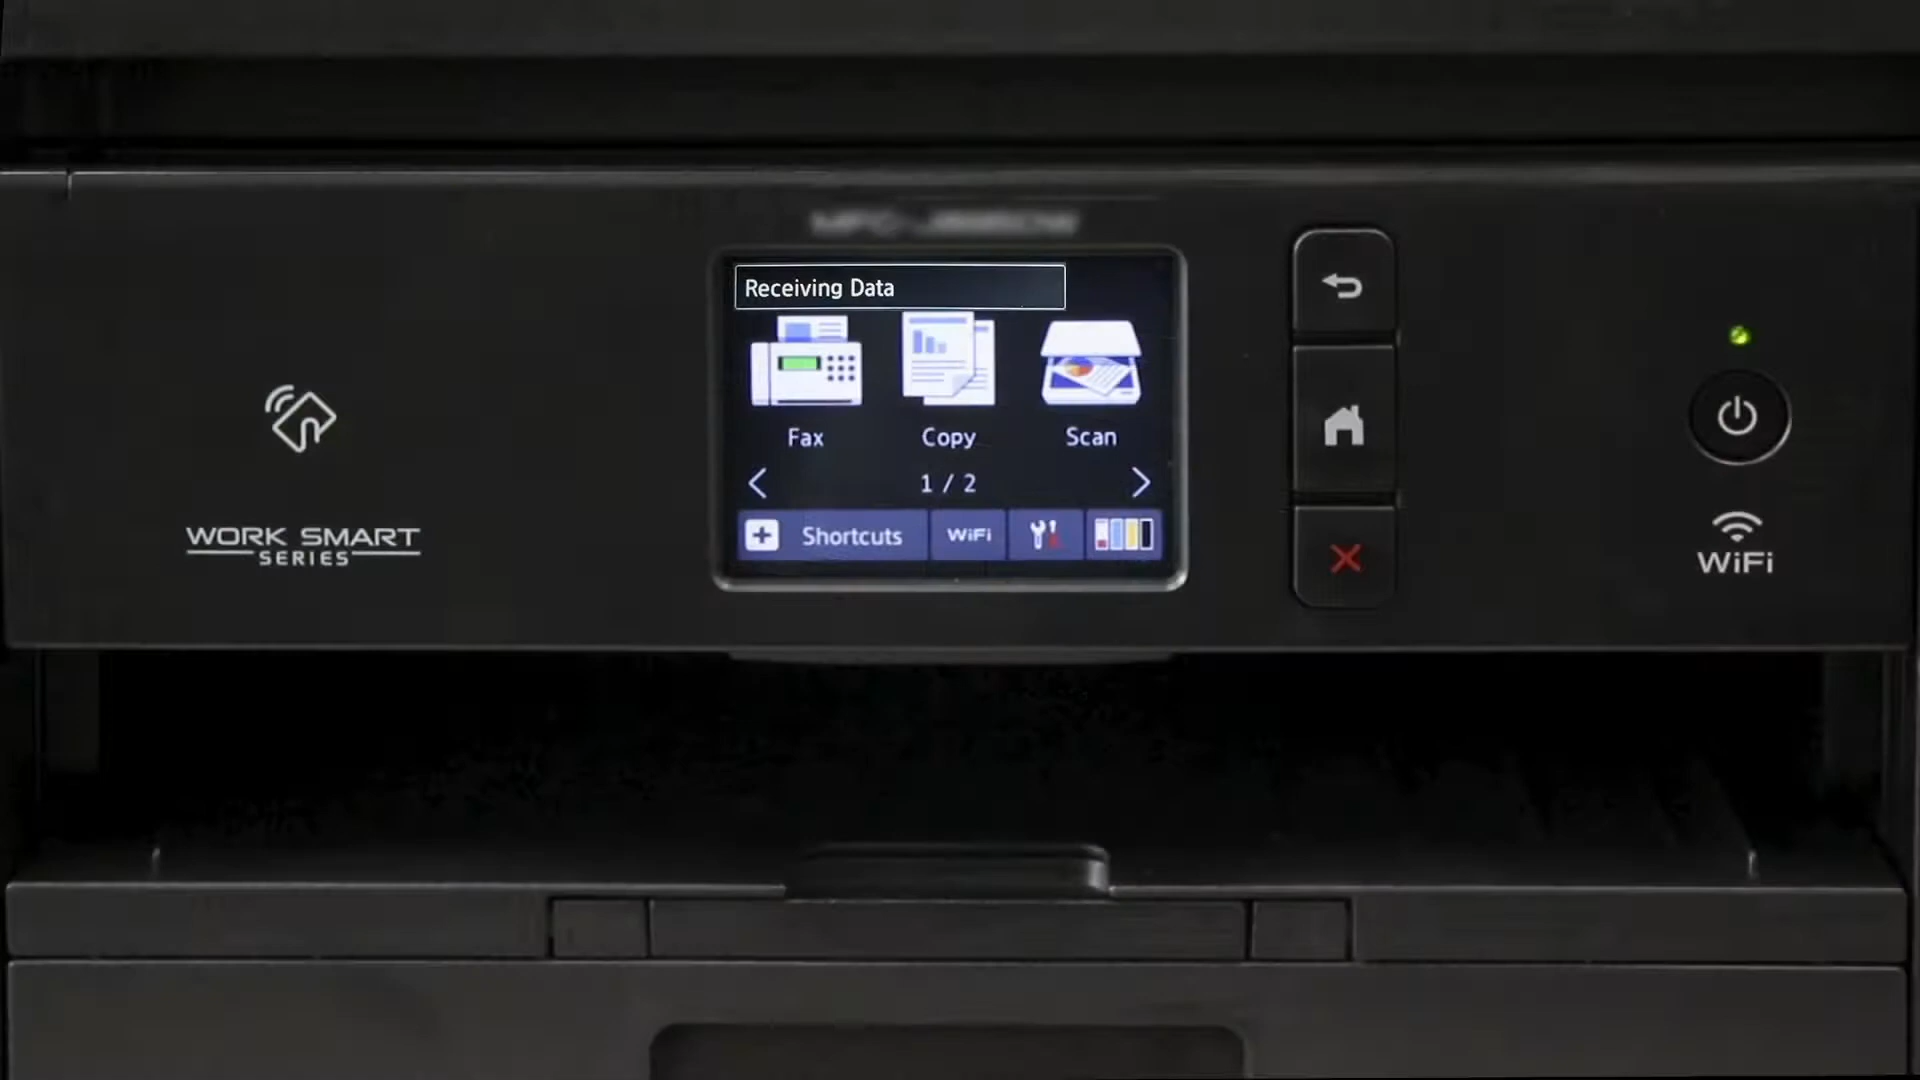 Receiving Data
Fax
Copy
Scan
1 / 2
Shortcuts
WiFi
WORK SMART
SERIES
WiFi